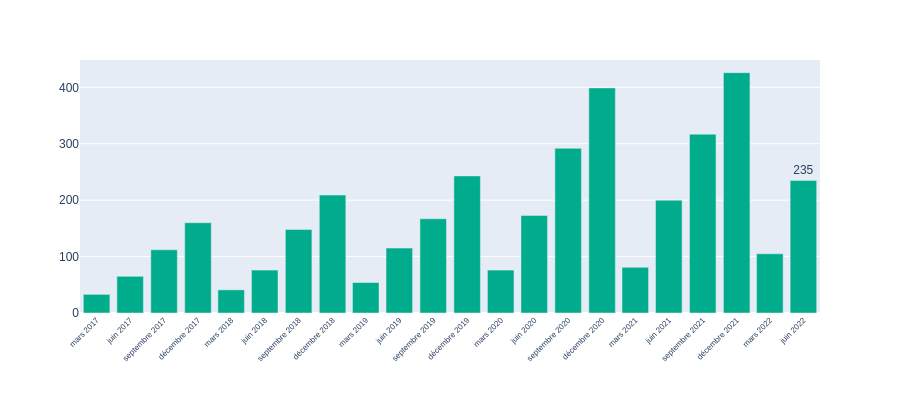 400
300
200
100
0
235
mars 2017
juin 2017
septembre 2017
décembre 2017
mars 2018
juin 2018
septembre 2018
décembre 2018
mars 2019
juin 2019
septembre 2019
décembre 2019
mars 2020
juin 2020
septembre 2020
décembre 2020
mars 2021
juin 2021
septembre 2021
décembre 2021
mars 2022
juin 2022